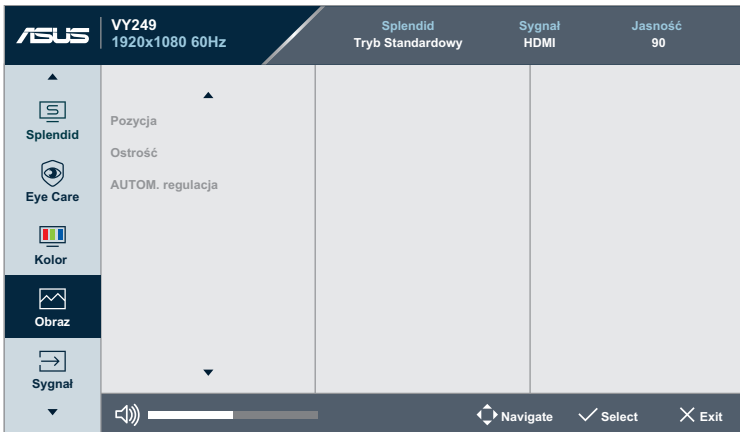 ASUS
VY249
1920x1080 60Hz
Splendid
Tryb Standardowy
Sygnał
HDMI
Jasność
90
Splendid
Eye Care
Kolor
Obraz
Sygnał
Pozycja
Ostrość
AUTOM. regulacja
Navigate
Select
Exit